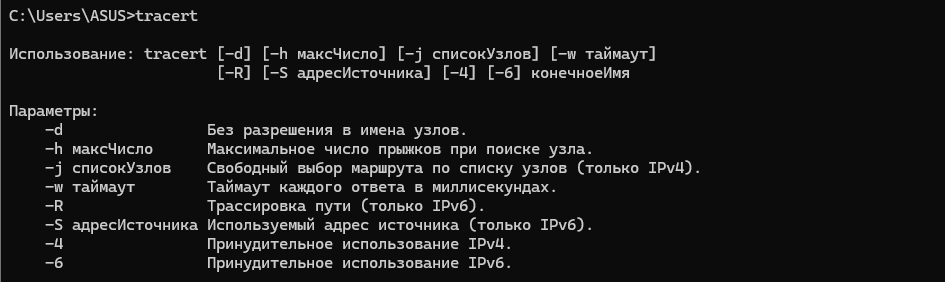 C:\Users\ASUS>tracert
Использование: tracert [-d] [-h максЧисло] [-j списокУзлов] [-w таймаут]
[-R] [-S адресИсточника] [-4] [-6] конечноеИмя
Параметры:
-d Без разрешения в имена узлов.
-h максЧисло Максимальное число прыжков при поиске узла.
-j списокУзлов Свободный выбор маршрута по списку узлов (только IPv4).
-w таймаут Таймаут каждого ответа в миллисекундах.
-R Трассировка пути (только IPv6).
-S адресИсточника Используемый адрес источника (только IPv6).
-4 Принудительное использование IPv4.
-6 Принудительное использование IPv6.